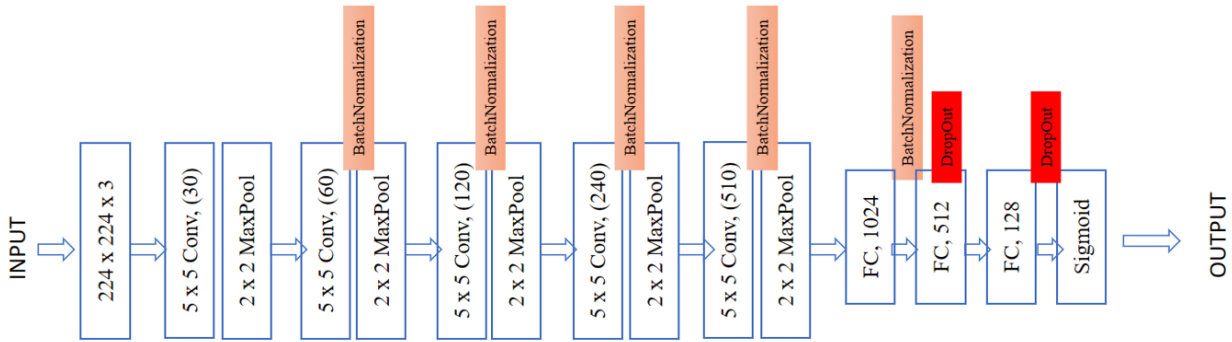 INPUT
224 x 224 x 3
5 x 5 Conv, (30)
2 x 2 MaxPool
5 x 5 Conv, (60)
BatchNormalization
2 x 2 MaxPool
5 x 5 Conv, (120)
BatchNormalization
2 x 2 MaxPool
5 x 5 Conv, (240)
BatchNormalization
2 x 2 MaxPool
5 x 5 Conv, (510)
BatchNormalization
2 x 2 MaxPool
FC, 1024
BatchNormalization
FC, 512
DropOut
FC, 128
DropOut
Sigmoid
OUTPUT